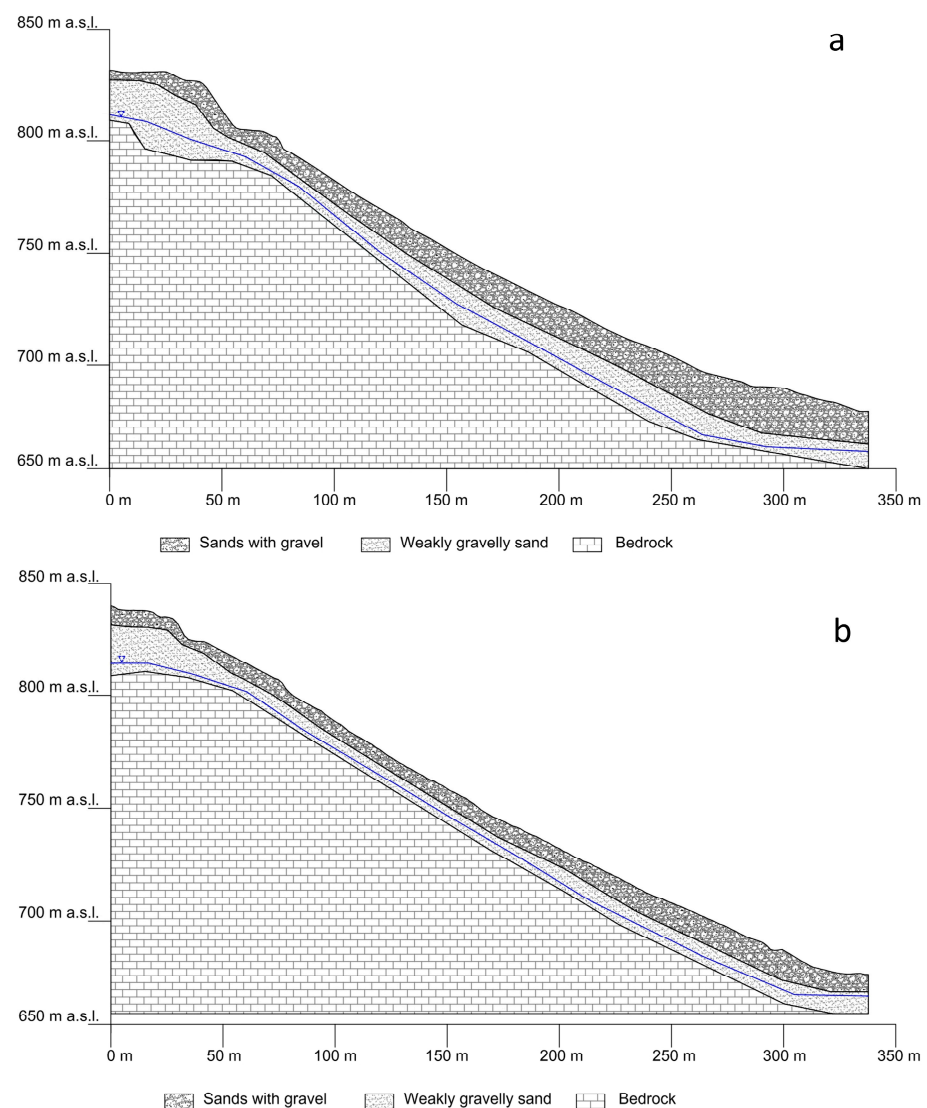 850 m a.s.l.
a
800 m a.s.l.
750 m a.s.l.
700 m a.s.l.
650 m a.s.l.
0 m 50 m 100 m 150 m 200 m 250 m 300 m 350 m
Sands with gravel Weakly gravelly sand Bedrock
850 m a.s.l.
b
800 m a.s.l.
750 m a.s.l.
700 m a.s.l.
650 m a.s.l.
0 m 50 m 100 m 150 m 200 m 250 m 300 m 350 m
Sands with gravel Weakly gravelly sand Bedrock